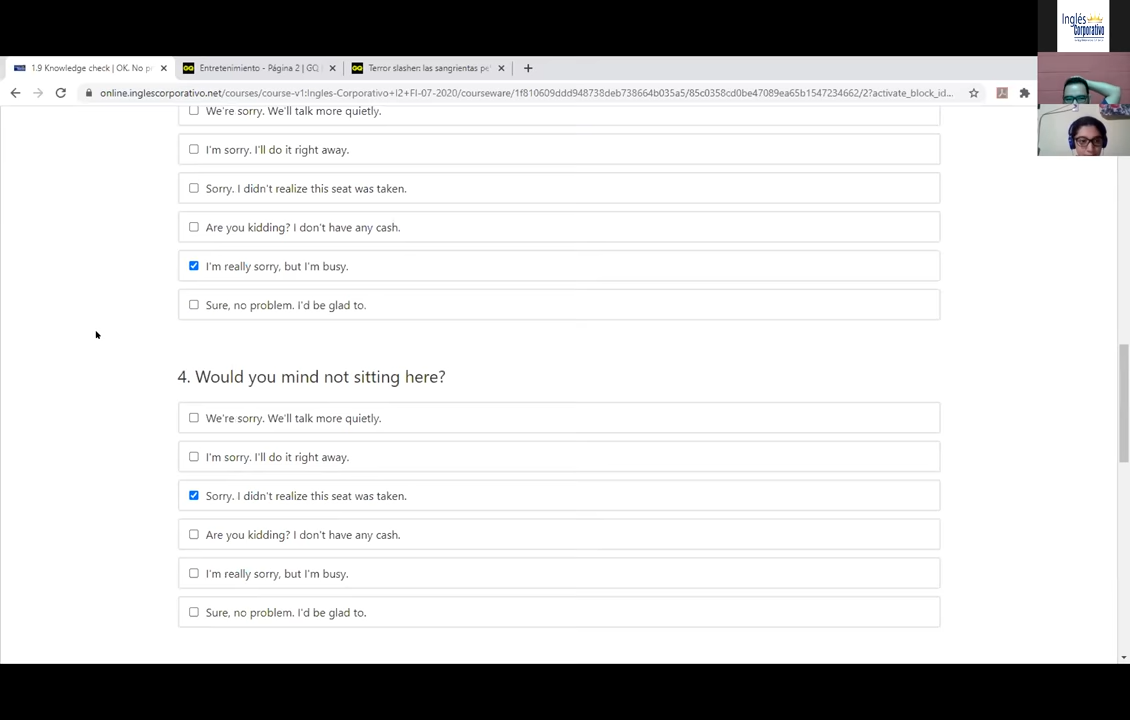 Inglés
Corporativo
1.9 Knowledge check | OK. No pr
Entretenimiento - Página 2 | GQ
Terror slasher: las sangrientas pe
online.inglescorporativo.net/courses/course-v1:Ingles-Corporativo+I2+FI-07-2020/courseware/1f810609ddd948738deb738664b035a5/85c0358cd0be47089ea65b1547234662/2?activate_block_id...
We're sorry. We'll talk more quietly.
I'm sorry. I'll do it right away.
Sorry. I didn't realize this seat was taken.
Are you kidding? I don't have any cash.
I'm really sorry, but I'm busy.
Sure, no problem. I'd be glad to.
4. Would you mind not sitting here?
We're sorry. We'll talk more quietly.
I'm sorry. I'll do it right away.
Sorry. I didn't realize this seat was taken.
Are you kidding? I don't have any cash.
I'm really sorry, but I'm busy.
Sure, no problem. I'd be glad to.